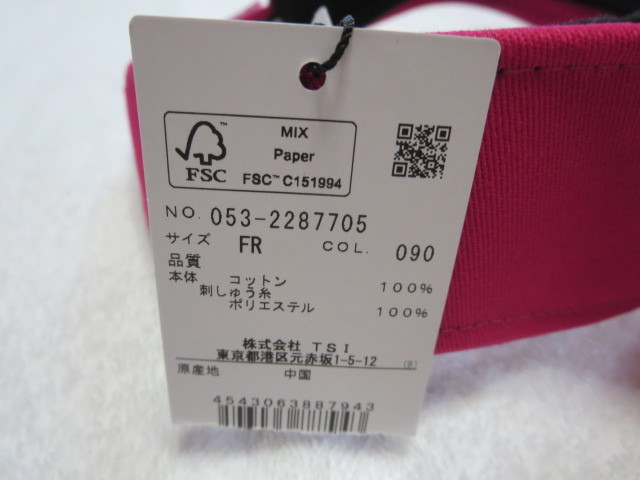 FSC™
MIX
Paper
FSC™ C151994
NO. 053-2287705
サイズ FR COL. 090
品質
本体 コットン 100%
刺しゅう糸
ポリエステル 100%
株式会社 TSI
東京都港区元赤坂1-5-12
原産地 中国
4543063887943